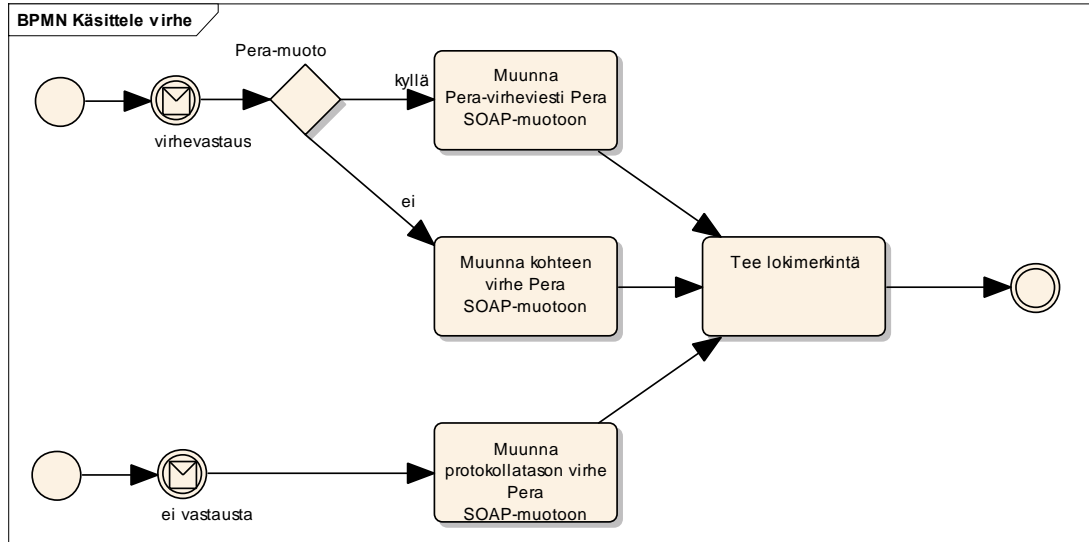 BPMN Käsittele virhe
Pera-muoto
kyllä
Muunna
Pera-virheviesti Pera
SOAP-muotoon
virhevastaus
ei
Muunna kohteen
virhe Pera
SOAP-muotoon
Tee lokimerkintä
Muunna
protokollatason virhe
Pera
SOAP-muotoon
ei vastausta